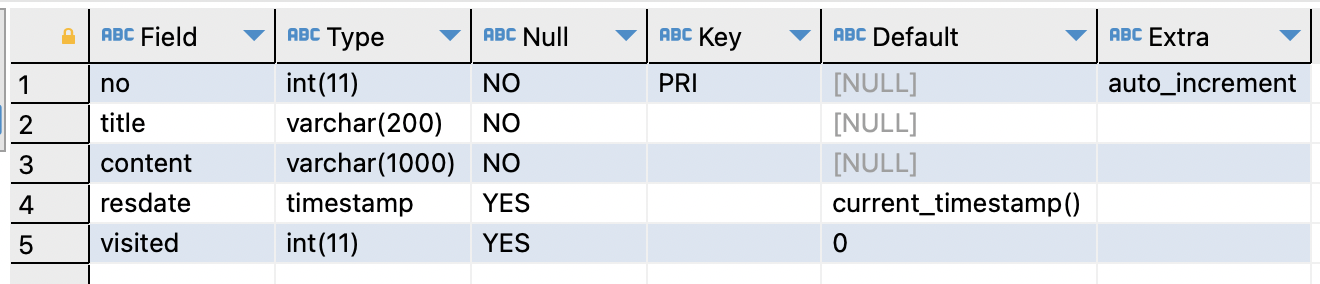 ABC Field ABC Type ABC Null ABC Key ABC Default ABC Extra
1 no int(11) NO PRI [NULL] auto_increment
2 title varchar(200) NO [NULL]
3 content varchar(1000) NO [NULL]
4 resdate timestamp YES current_timestamp()
5 visited int(11) YES 0